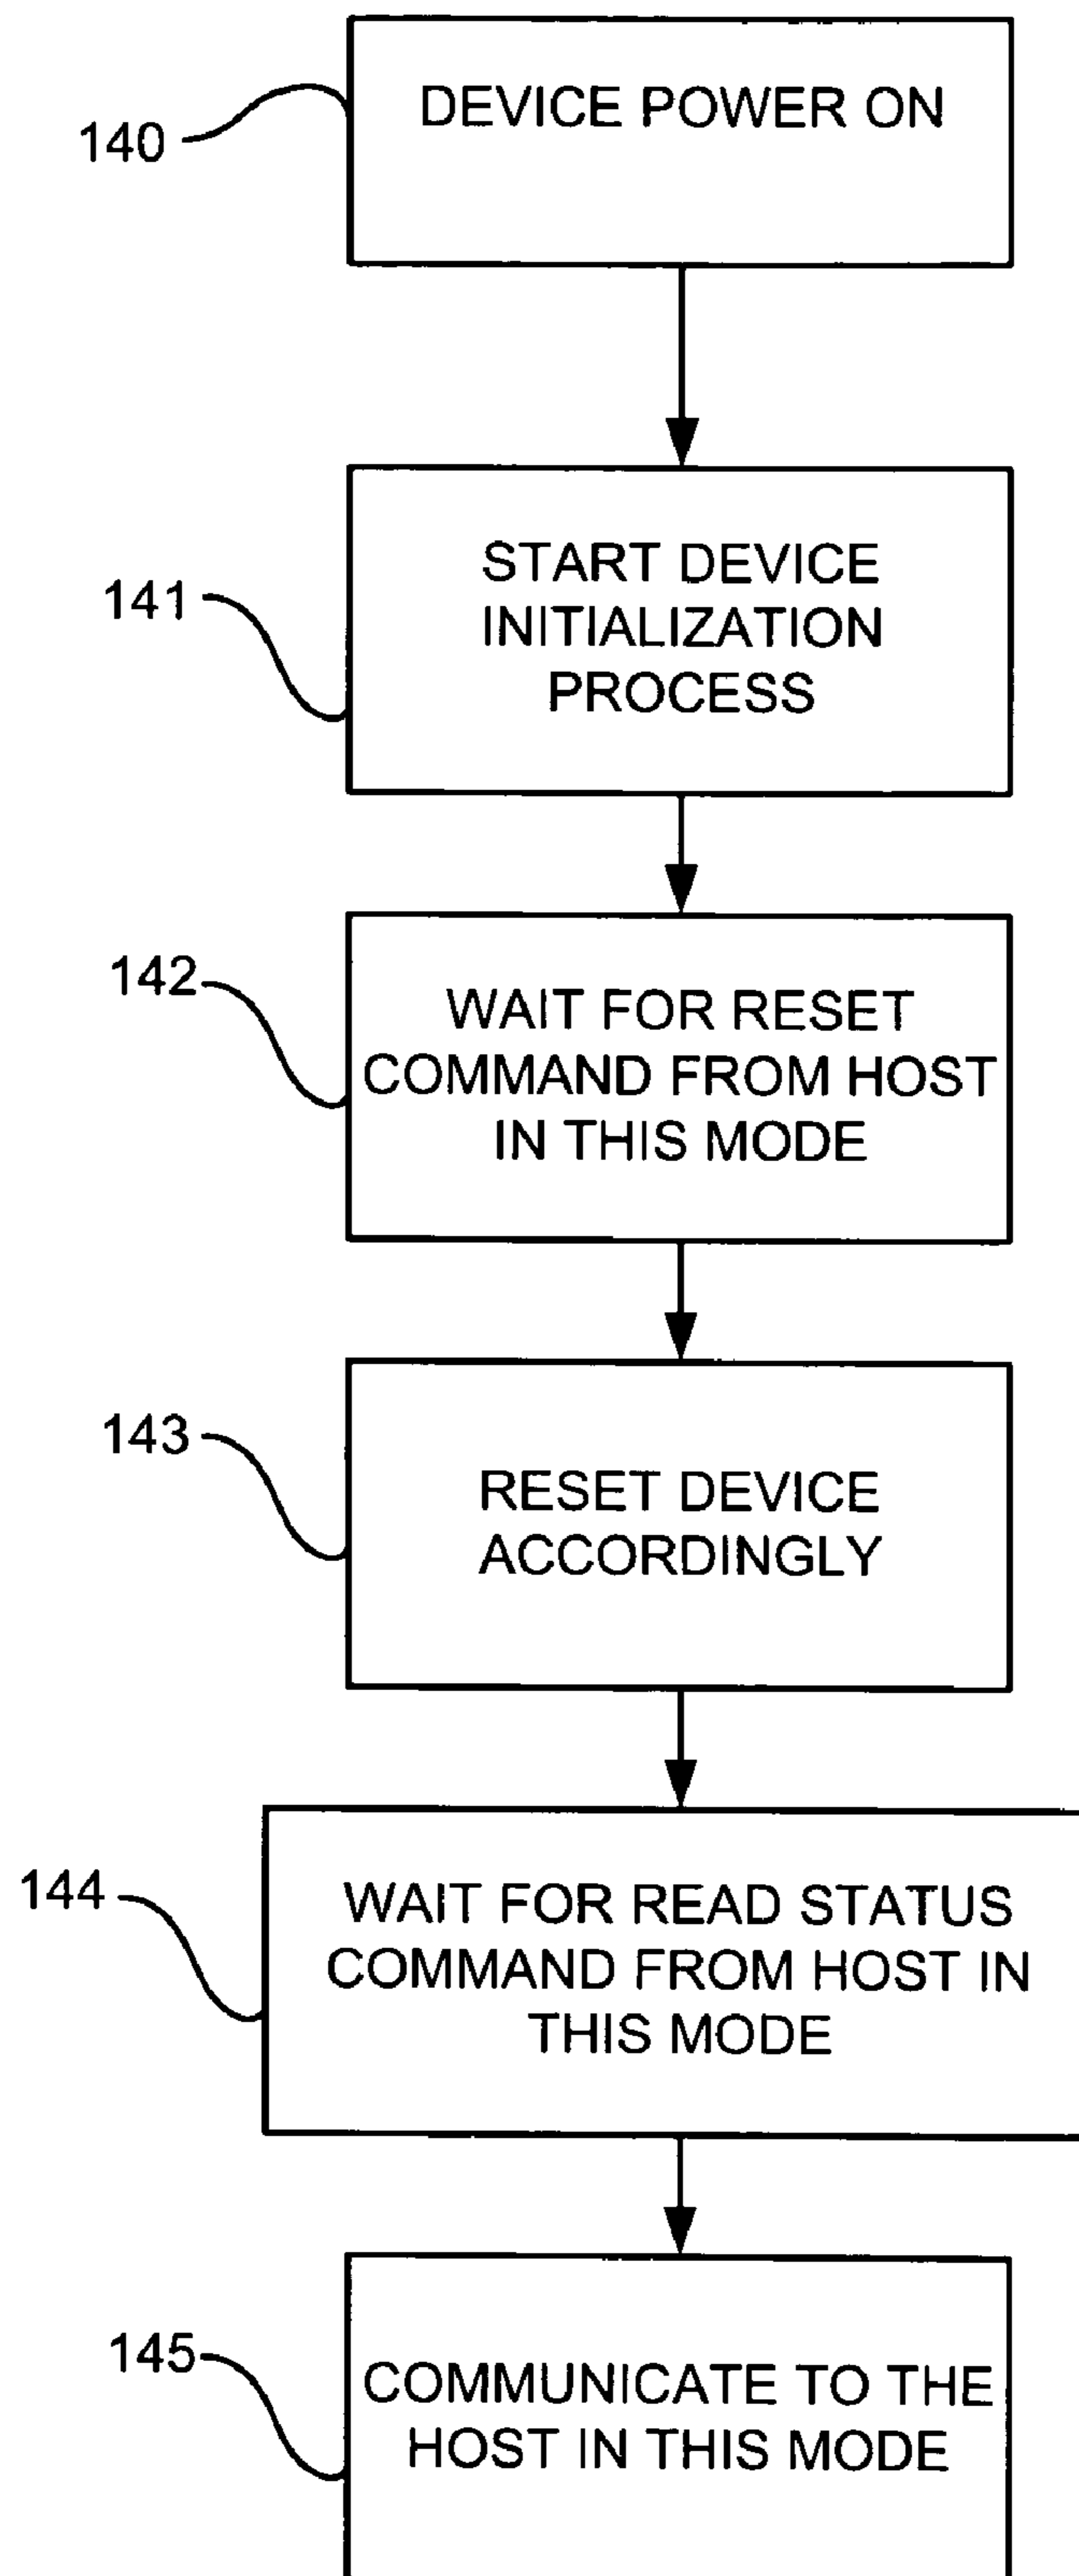 140
DEVICE POWER ON
141
START DEVICE
INITIALIZATION
PROCESS
142
WAIT FOR RESET
COMMAND FROM HOST
IN THIS MODE
143
RESET DEVICE
ACCORDINGLY
144
WAIT FOR READ STATUS
COMMAND FROM HOST IN
THIS MODE
145
COMMUNICATE TO THE
HOST IN THIS MODE